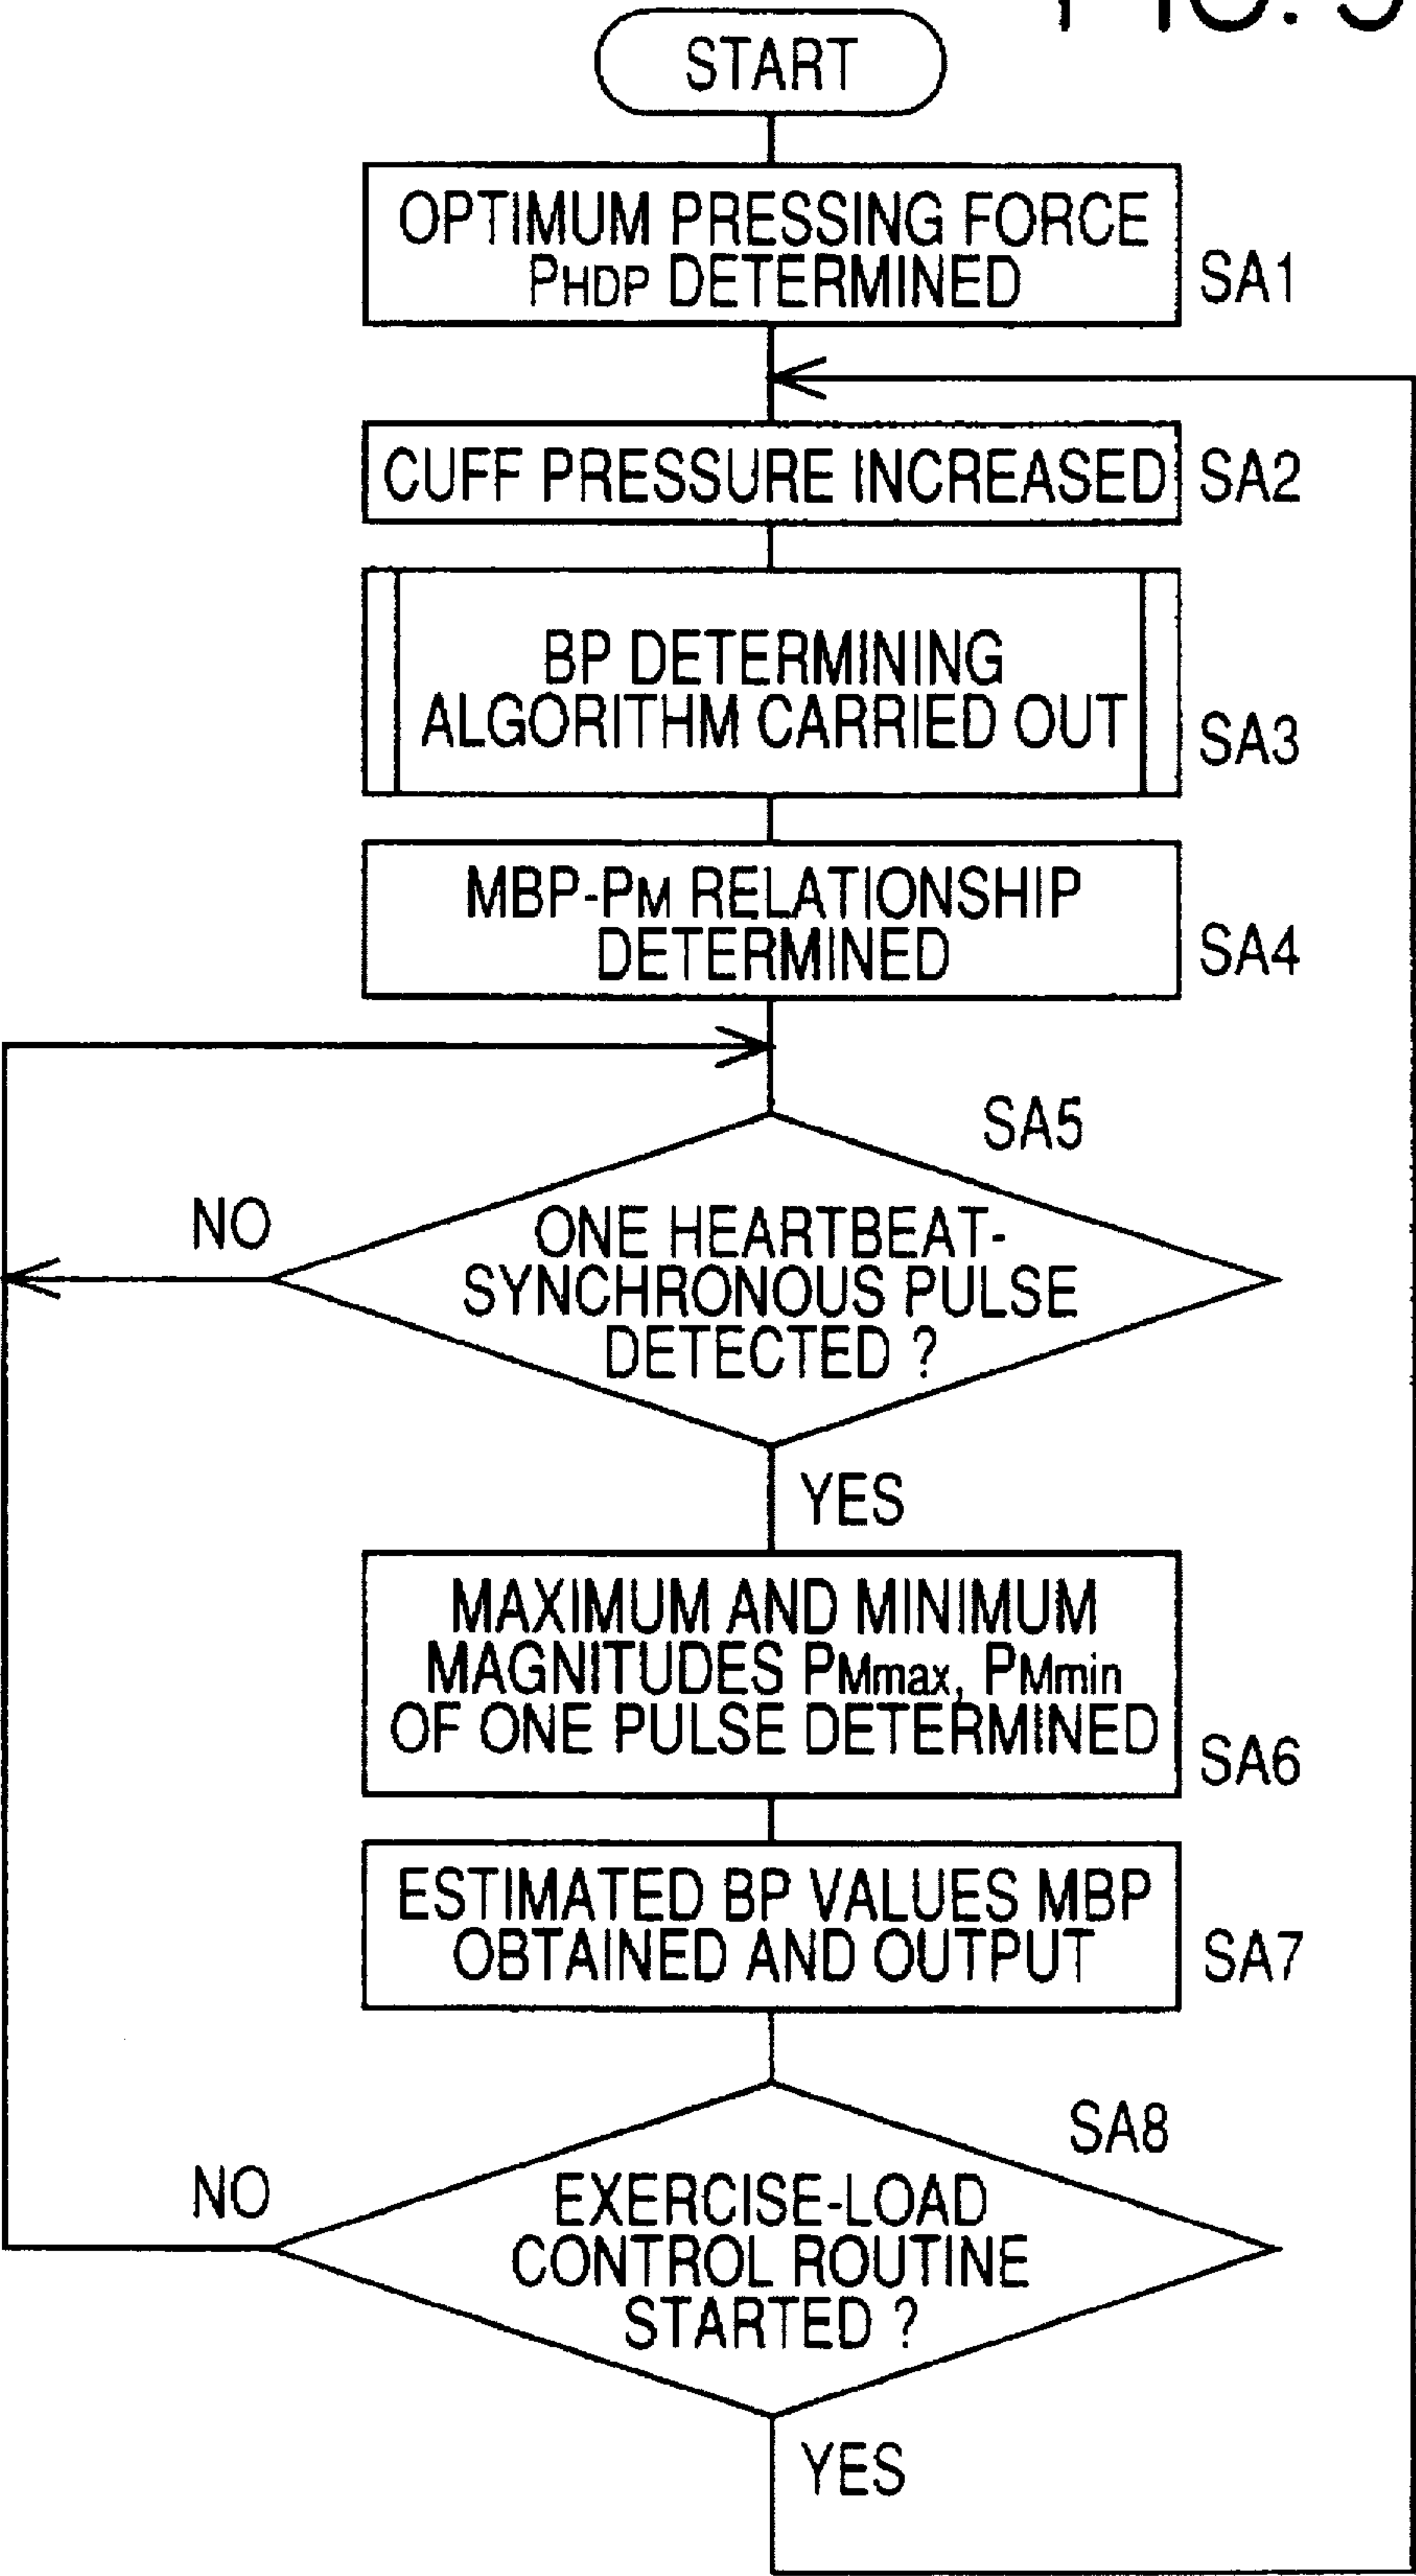 START
OPTIMUM PRESSING FORCE
PHDP DETERMINED
SA1
CUFF PRESSURE INCREASED
SA2
BP DETERMINING
ALGORITHM CARRIED OUT
SA3
MBP-PM RELATIONSHIP
DETERMINED
SA4
SA5
NO
ONE HEARTBEAT-
SYNCHRONOUS PULSE
DETECTED ?
YES
MAXIMUM AND MINIMUM
MAGNITUDES PMmax, PMmin
OF ONE PULSE DETERMINED
SA6
ESTIMATED BP VALUES MBP
OBTAINED AND OUTPUT
SA7
SA8
NO
EXERCISE-LOAD
CONTROL ROUTINE
STARTED ?
YES